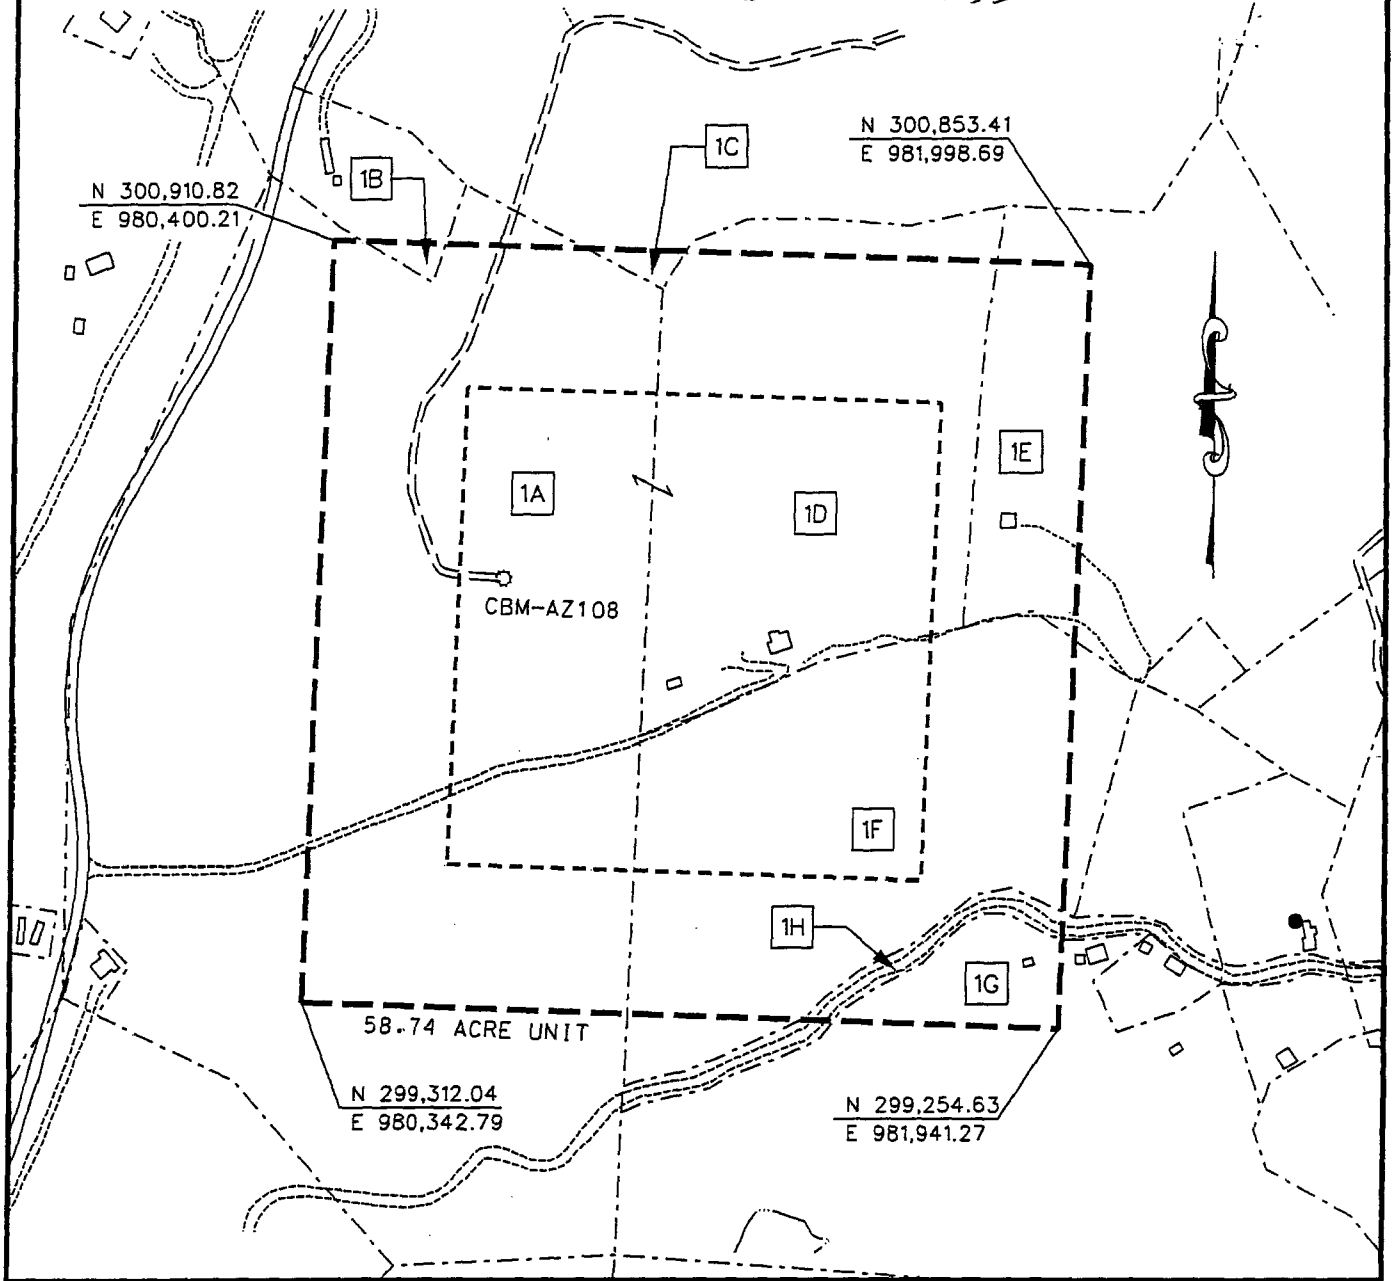 1C
N 300,853.41
E 981,998.69
1B
N 300,910.82
E 980,400.21
1E
1A
1D
CBM-AZ108
1F
1H
1G
58.74 ACRE UNIT
N 299,312.04
E 980,342.79
N 299,254.63
E 981,941.27